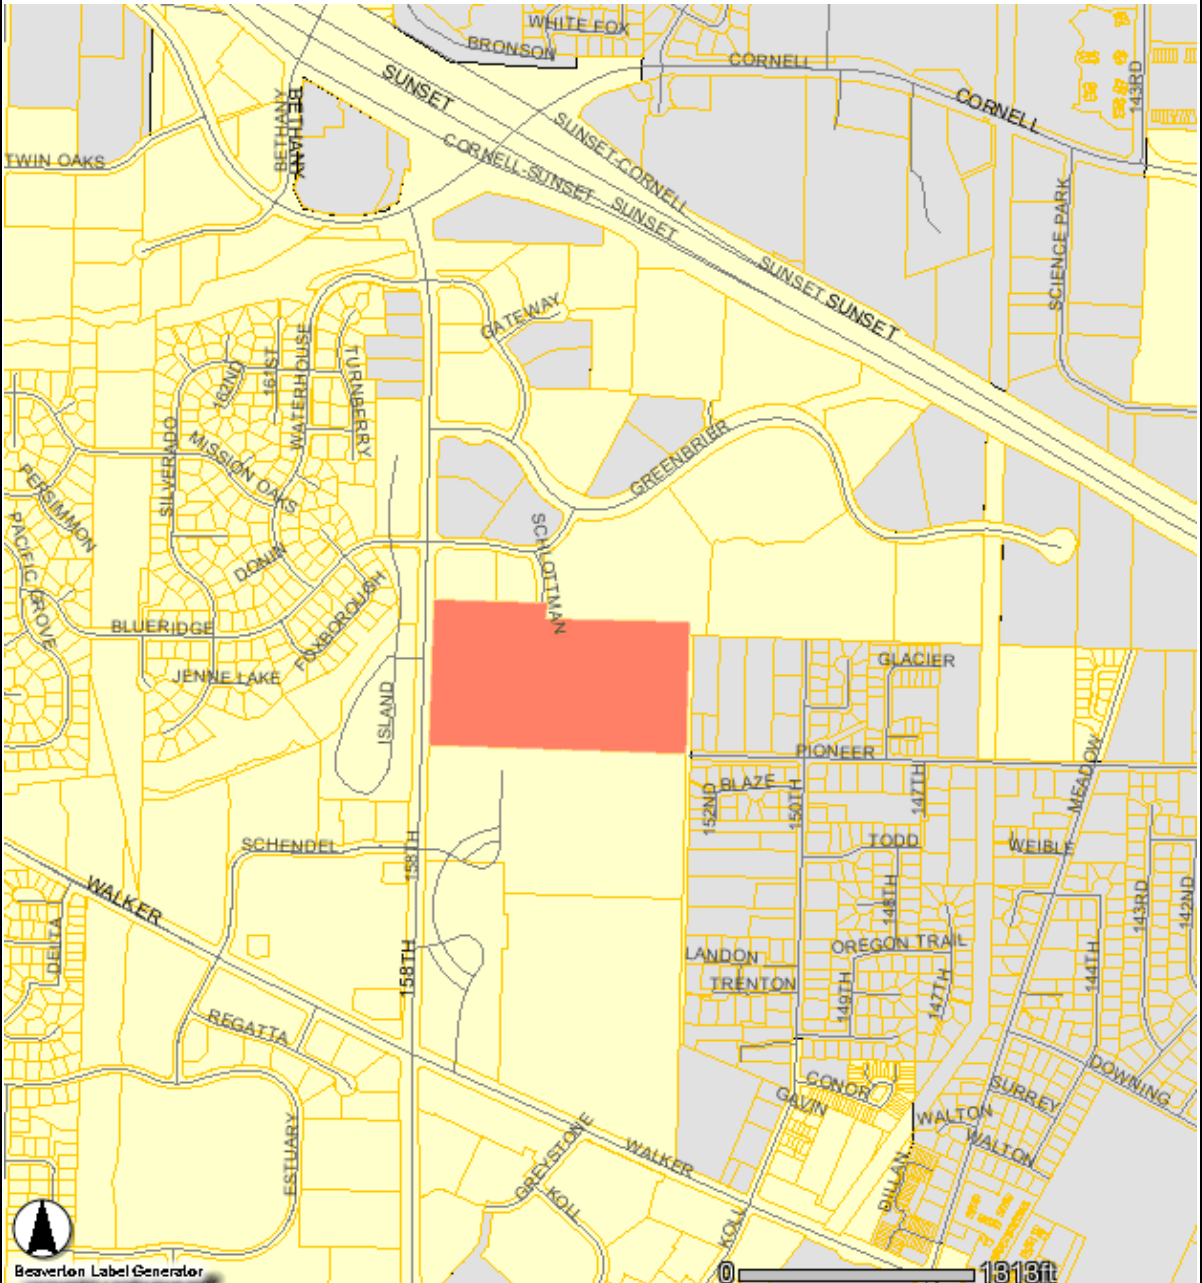 WHITE FOX
BRONSON
CORNELL
SUNSET
143RD
BETHANY
BETHANY
CORNELL
SUNSET-CORNELL
TWIN OAKS
CORNELL-SUNSET
SUNSET
SCIENCE PARK
SUNSET
SUNSET
GATEWAY
WATERHOUSE
TURNBERRY
161ST
162ND
SILVERADO
MISSION OAKS
GREENBRIER
PERSIMMON
PACIFIC GROVE
SCHLOTTMAN
DONIN
FOXBOROUGH
BLUERIDGE
JENNE LAKE
GLACIER
ISLAND
PIONEER
MEADOW
BLAZE
152ND
150TH
147TH
SCHENDEL
158TH
TODD
WEIBLE
WALKER
148TH
143RD
142ND
DELTA
158TH
LANDON
OREGON TRAIL
TRENTON
149TH
147TH
144TH
REGATTA
CONOR
GAVIN
SURREY
DOWNING
WALTON
WALTON
ESTUARY
GREYSTONE
WALKER
KOLL
DILLAN
KOLL
Beaverton Label Generator
0
1313ft